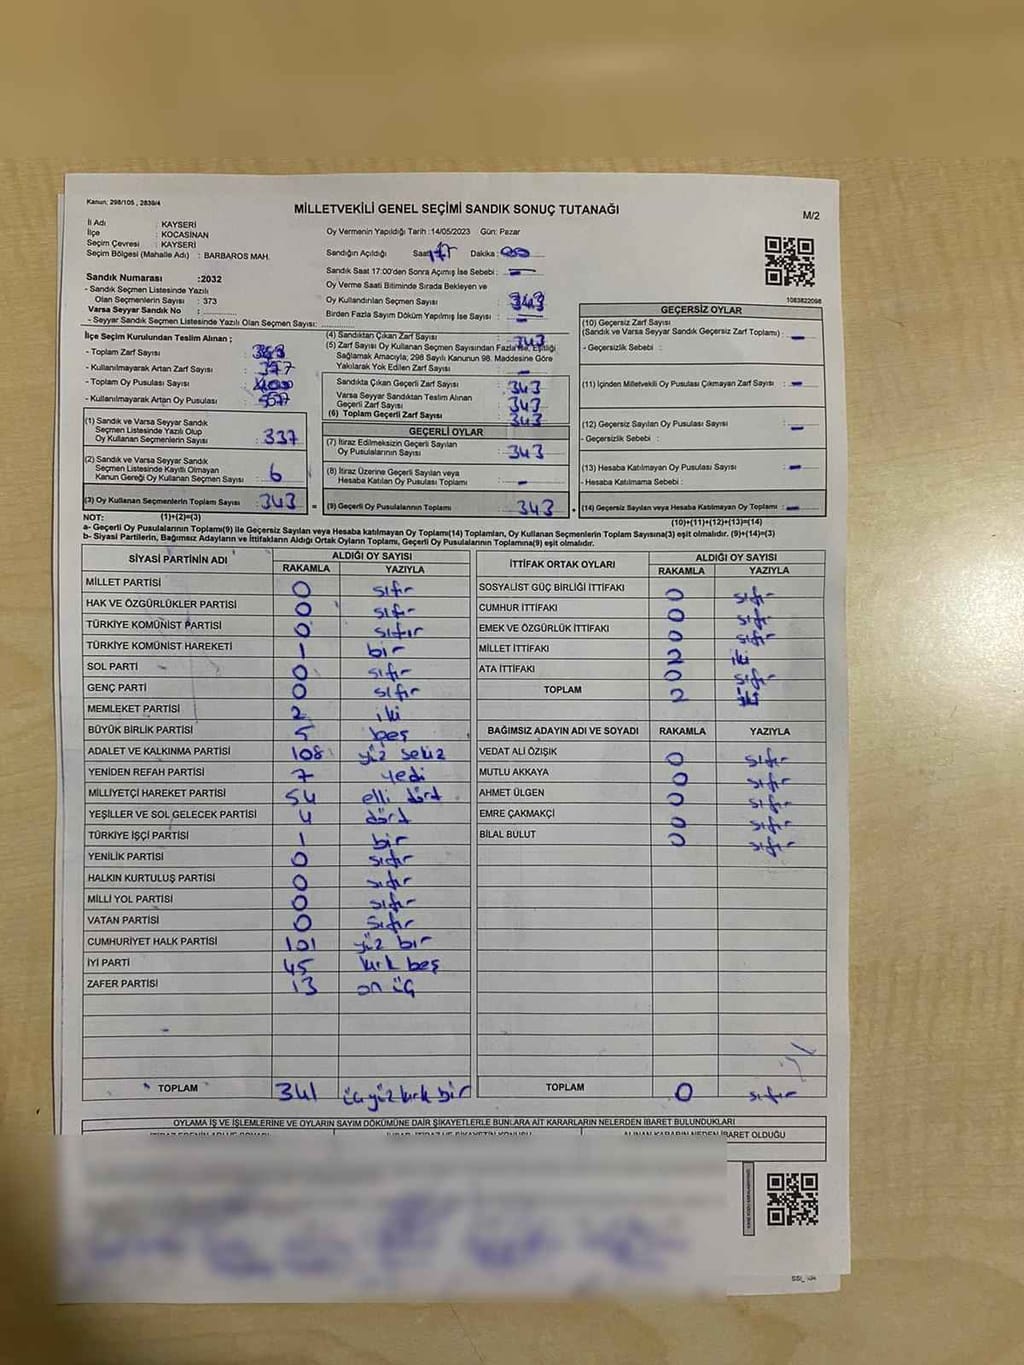 Kanun: 298/105 , 2839/4
MİLLETVEKİLİ GENEL SEÇİMİ SANDIK SONUÇ TUTANAĞI
M/2
İl Adı : KAYSERİ
İlçe : KOCASİNAN
Seçim Çevresi : KAYSERİ
Seçim Bölgesi (Mahalle Adı) : BARBAROS MAH.
Oy Vermenin Yapıldığı Tarih :14/05/2023 Gün: Pazar
Sandığın Açıldığı Saat 17 Dakika : 00
Sandık Saat 17:00'den Sonra Açımış İse Sebebi : —
Oy Verme Saati Bitiminde Sırada Bekleyen ve
Oy Kullandırılan Seçmen Sayısı : 343
Birden Fazla Sayım Döküm Yapılmış İse Sayısı : —
Sandık Numarası :2032
- Sandık Seçmen Listesinde Yazılı
Olan Seçmenlerin Sayısı : 373
Varsa Seyyar Sandık No :
- Seyyar Sandık Seçmen Listesinde Yazılı Olan Seçmen Sayısı:
1083822098
İlçe Seçim Kurulundan Teslim Alınan ;
- Toplam Zarf Sayısı :
- Kullanılmayarak Artan Zarf Sayısı : 377
- Toplam Oy Pusulası Sayısı :
- Kullanılmayarak Artan Oy Pusulası :
(1) Sandık ve Varsa Seyyar Sandık
Seçmen Listesinde Yazılı Olup
Oy Kullanan Seçmenlerin Sayısı : 337
(2) Sandık ve Varsa Seyyar Sandık
Seçmen Listesinde Kayıtlı Olmayan
Kanun Gereği Oy Kullanan Seçmen Sayısı : 6
(3) Oy Kullanan Seçmenlerin Toplam Sayısı : 343
(4) Sandıktan Çıkan Zarf Sayısı : 343
(5) Zarf Sayısı Oy Kullanan Seçmen Sayısından Fazla İse, Eşitliği
Sağlamak Amacıyla; 298 Sayılı Kanunun 98. Maddesine Göre
Yakılarak Yok Edilen Zarf Sayısı : —
Sandıkta Çıkan Geçerli Zarf Sayısı : 343
Varsa Seyyar Sandıktan Teslim Alınan
Geçerli Zarf Sayısı : 343
(6) Toplam Geçerli Zarf Sayısı : 343
GEÇERLİ OYLAR
(7) İtiraz Edilmeksizin Geçerli Sayılan
Oy Pusulasının Sayısı : 343
(8) İtiraz Üzerine Geçerli Sayılan veya
Hesaba Katılan Oy Pusulası Toplamı : —
= (9) Geçerli Oy Pusulalarının Toplamı : 343
GEÇERSİZ OYLAR
(10) Geçersiz Zarf Sayısı
(Sandık ve Varsa Seyyar Sandık Geçersiz Zarf Toplamı) : —
- Geçersizlik Sebebi :
(11) İçinden Milletvekili Oy Pusulası Çıkmayan Zarf Sayısı : —
(12) Geçersiz Sayılan Oy Pusulası Sayısı : —
- Geçersizlik Sebebi :
(13) Hesaba Katılmayan Oy Pusulası Sayısı : —
- Hesaba Katılmama Sebebi :
+ (14) Geçersiz Sayılan veya Hesaba Katılmayan Oy Toplamı : —
NOT: (1)+(2)=(3)
(10)+(11)+(12)+(13)=(14)
a- Geçerli Oy Pusulalarının Toplamı(9) ile Geçersiz Sayılan veya Hesaba katılmayan Oy Toplamı(14) Toplamları, Oy Kullanan Seçmenlerin Toplam Sayısına(3) eşit olmalıdır. (9)+(14)=(3)
b- Siyasi Partilerin, Bağımsız Adayların ve İttifakların Aldığı Ortak Oyların Toplamı, Geçerli Oy Pusulalarının Toplamına(9) eşit olmalıdır.
SİYASİ PARTİNİN ADI ALDIĞI OY SAYISI
RAKAMLA YAZIYLA
MİLLET PARTİSİ 0 sıfır
HAK VE ÖZGÜRLÜKLER PARTİSİ 0 sıfır
TÜRKİYE KOMÜNİST PARTİSİ 0 sıfır
TÜRKİYE KOMÜNİST HAREKETİ 1 bir
SOL PARTİ 0 sıfır
GENÇ PARTİ 0 sıfır
MEMLEKET PARTİSİ 2 iki
BÜYÜK BİRLİK PARTİSİ 5 beş
ADALET VE KALKINMA PARTİSİ 108 yüz sekiz
YENİDEN REFAH PARTİSİ 7 yedi
MİLLİYETÇİ HAREKET PARTİSİ 54 elli dört
YEŞİLLER VE SOL GELECEK PARTİSİ 4 dört
TÜRKİYE İŞÇİ PARTİSİ 1 bir
YENİLİK PARTİSİ 0 sıfır
HALKIN KURTULUŞ PARTİSİ 0 sıfır
MİLLİ YOL PARTİSİ 0 sıfır
VATAN PARTİSİ 0 sıfır
CUMHURİYET HALK PARTİSİ 101 yüz bir
İYİ PARTİ 45 kırk beş
ZAFER PARTİSİ 13 on üç
TOPLAM 341 üçyüz kırk bir
İTTİFAK ORTAK OYLARI ALDIĞI OY SAYISI
RAKAMLA YAZIYLA
SOSYALİST GÜÇ BİRLİĞİ İTTİFAKI 0 sıfır
CUMHUR İTTİFAKI 0 sıfır
EMEK VE ÖZGÜRLÜK İTTİFAKI 0 sıfır
MİLLET İTTİFAKI 2 iki
ATA İTTİFAKI 0 sıfır
TOPLAM 2 iki
BAĞIMSIZ ADAYIN ADI VE SOYADI RAKAMLA YAZIYLA
VEDAT ALİ ÖZIŞIK 0 sıfır
MUTLU AKKAYA 0 sıfır
AHMET ÜLGEN 0 sıfır
EMRE ÇAKMAKÇİ 0 sıfır
BİLAL BULUT 0 sıfır
TOPLAM 0 sıfır
OYLAMA İŞ VE İŞLEMLERİNE VE OYLARIN SAYIM DÖKÜMÜNE DAİR ŞİKAYETLERLE BUNLARA AİT KARARLARIN NELERDEN İBARET BULUNDUKLARI
ALINAN KARARIN NEDEN İBARET OLDUĞU